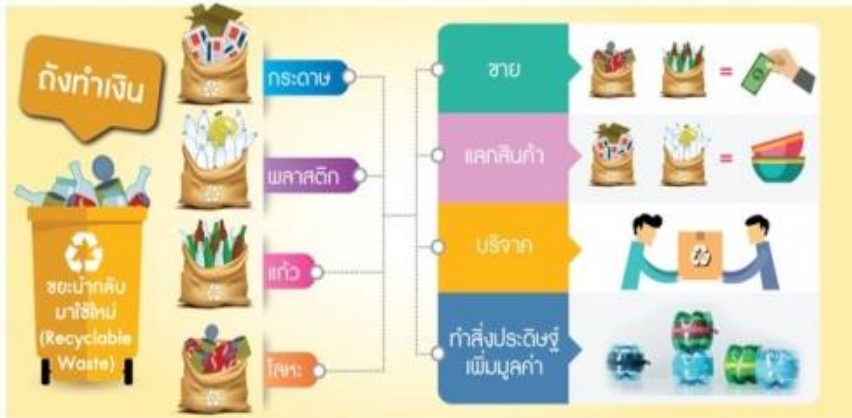 ถังทำเงิน
ขยะนำกลับ
มาใช้ใหม่
(Recyclable
Waste)
กระดาษ
พลาสติก
แก้ว
โลหะ
ขาย
แลกสินค้า
บริจาค
ทำสิ่งประดิษฐ์
เพิ่มมูลค่า